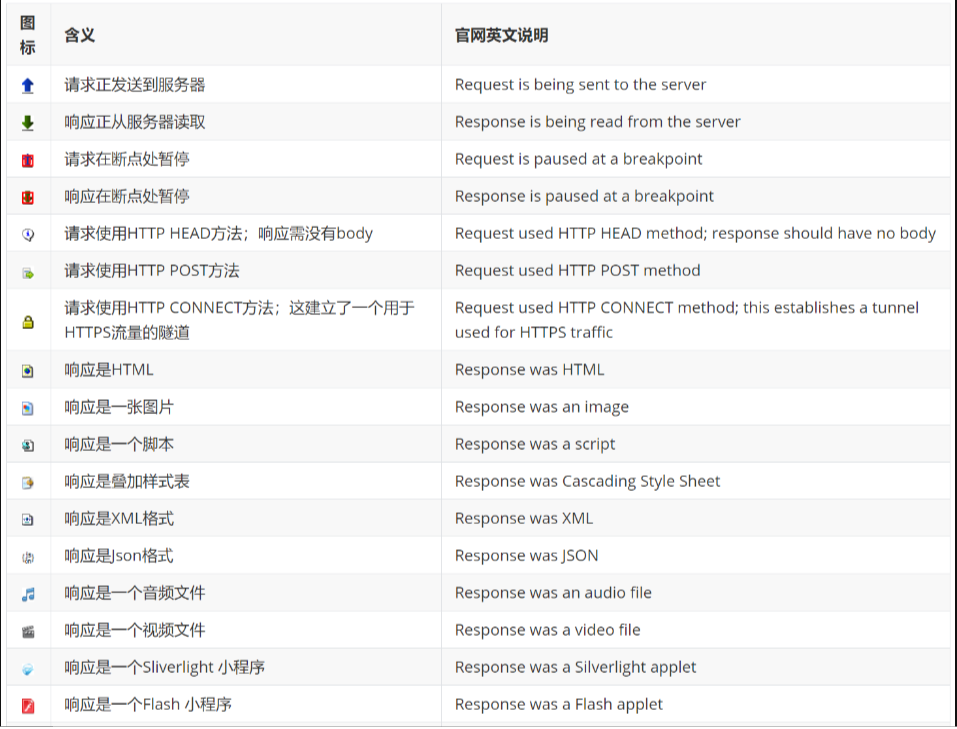 图标 含义 官网英文说明
请求正发送到服务器 Request is being sent to the server
响应正从服务器读取 Response is being read from the server
请求在断点处暂停 Request is paused at a breakpoint
响应在断点处暂停 Response is paused at a breakpoint
请求使用HTTP HEAD方法；响应需没有body Request used HTTP HEAD method; response should have no body
请求使用HTTP POST方法 Request used HTTP POST method
请求使用HTTP CONNECT方法；这建立了一个用于 Request used HTTP CONNECT method; this establishes a tunnel
HTTPS流量的隧道 used for HTTPS traffic
响应是HTML Response was HTML
响应是一张图片 Response was an image
响应是一个脚本 Response was a script
响应是叠加样式表 Response was Cascading Style Sheet
响应是XML格式 Response was XML
响应是Json格式 Response was JSON
响应是一个音频文件 Response was an audio file
响应是一个视频文件 Response was a video file
响应是一个Sliverlight 小程序 Response was a Silverlight applet
响应是一个Flash 小程序 Response was a Flash applet